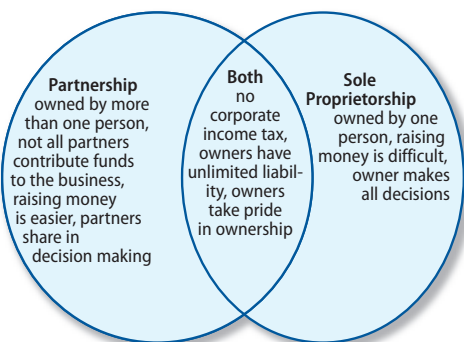 Partnership
owned by more
than one person,
not all partners
contribute funds
to the business,
raising money
is easier, partners
share in
decision making
Both
no
corporate
income tax,
owners have
unlimited liabil-
ity, owners
take pride
in ownership
Sole
Proprietorship
owned by one
person, raising
money is difficult,
owner makes
all decisions